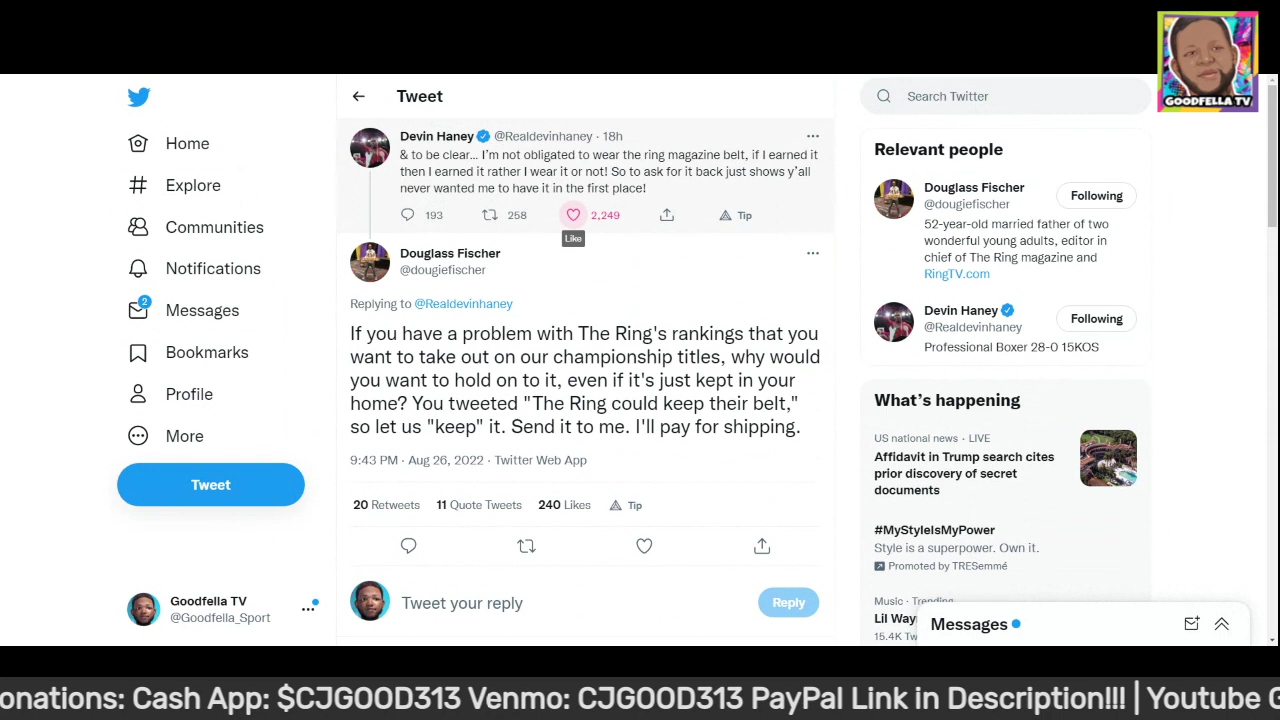 GOODFELLA TV
Home
Explore
Communities
Notifications
2
Messages
Bookmarks
Profile
More
Tweet
Goodfella TV
@Goodfella_Sport
Tweet
Devin Haney @Realdevinhaney · 18h
& to be clear... I'm not obligated to wear the ring magazine belt, if I earned it
then I earned it rather I wear it or not! So to ask for it back just shows y'all
never wanted me to have it in the first place!
193 258 2,249 Tip
Like
Douglass Fischer
@dougiefischer
Replying to @Realdevinhaney
If you have a problem with The Ring's rankings that you
want to take out on our championship titles, why would
you want to hold on to it, even if it's just kept in your
home? You tweeted "The Ring could keep their belt,"
so let us "keep" it. Send it to me. I'll pay for shipping.
9:43 PM · Aug 26, 2022 · Twitter Web App
20 Retweets 11 Quote Tweets 240 Likes Tip
Tweet your reply
Reply
Search Twitter
Relevant people
Douglass Fischer
@dougiefischer
Following
52-year-old married father of two
wonderful young adults, editor in
chief of The Ring magazine and
RingTV.com
Devin Haney
@Realdevinhaney
Following
Professional Boxer 28-0 15KOS
What's happening
US national news · LIVE
Affidavit in Trump search cites
prior discovery of secret
documents
#MyStyleIsMyPower
Style is a superpower. Own it.
Promoted by TRESemmé
Music · Trending
Lil Way
15.4K Tw
Messages
onations: Cash App: $CJGOOD313 Venmo: CJGOOD313 PayPal Link in Description!!! | Youtube G